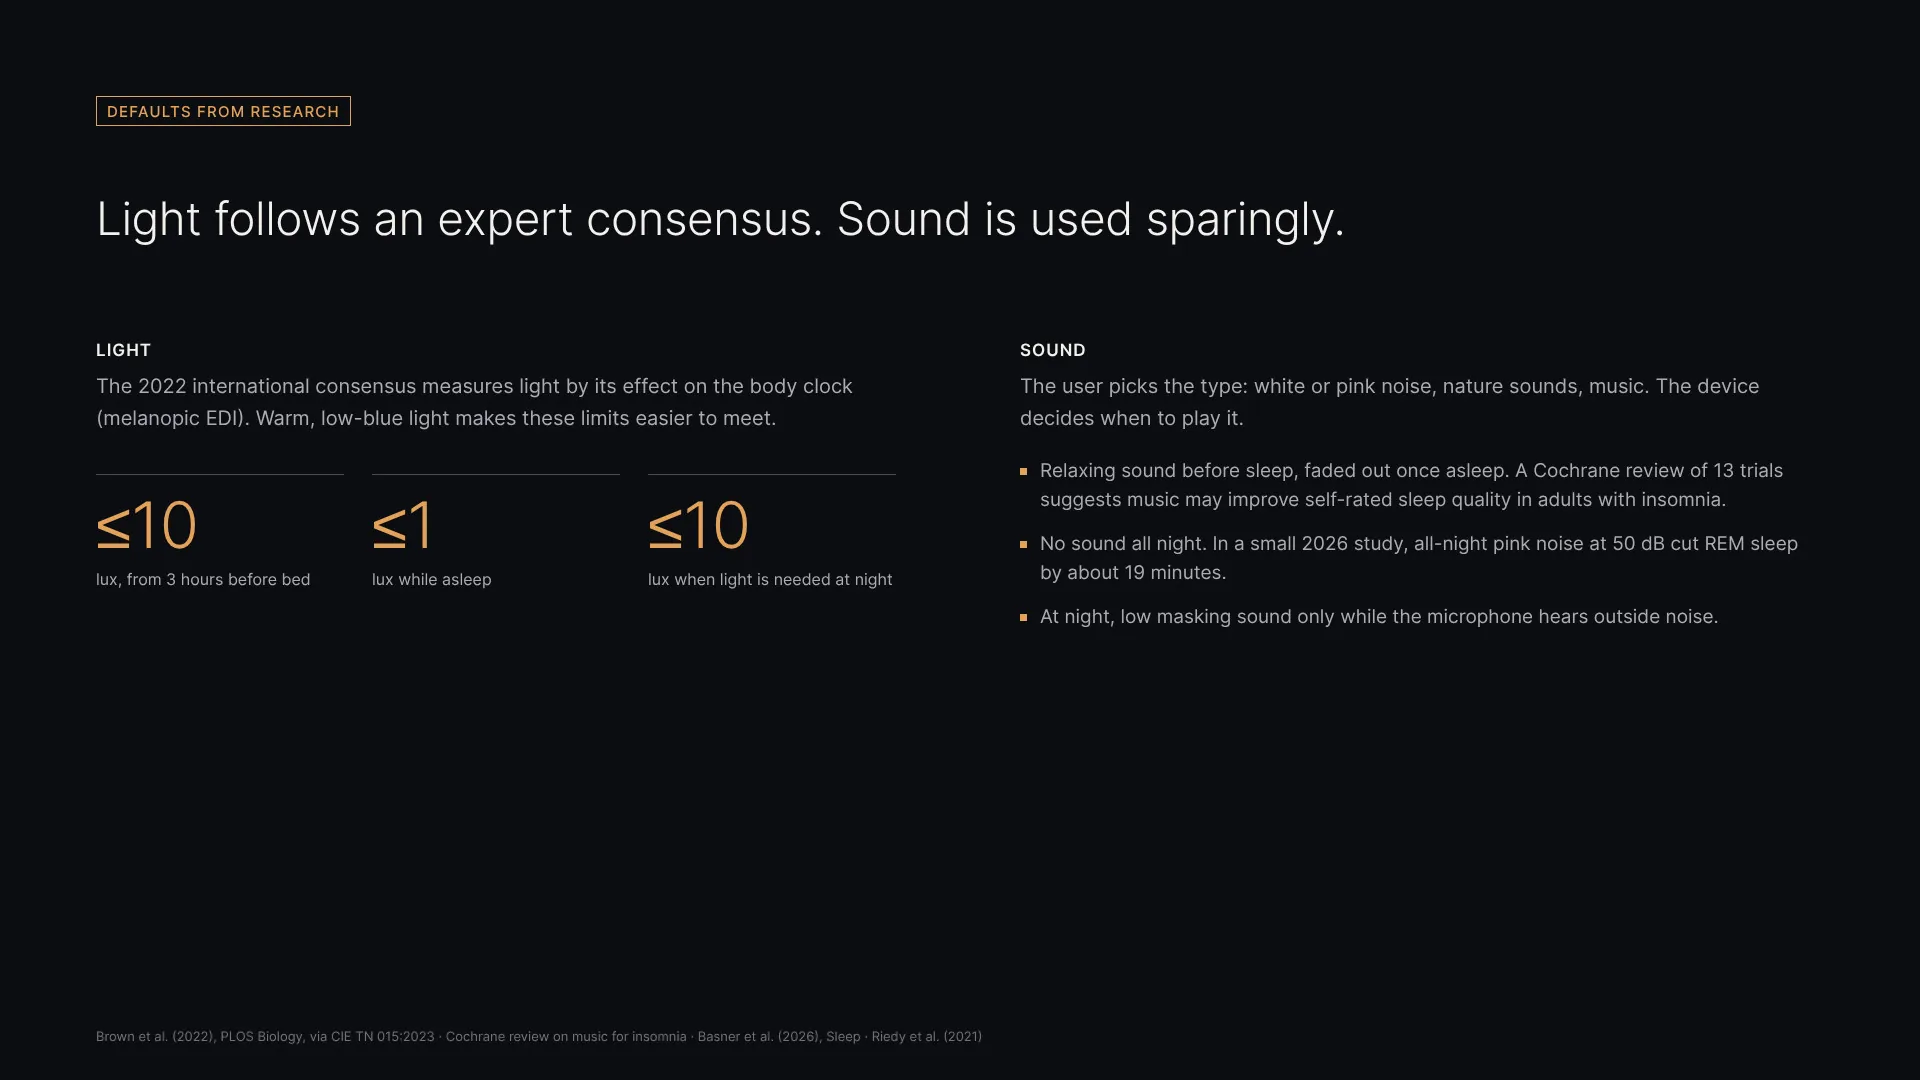 DEFAULTS FROM RESEARCH
Light follows an expert consensus. Sound is used sparingly.
LIGHT
The 2022 international consensus measures light by its effect on the body clock
(melanopic EDI). Warm, low-blue light makes these limits easier to meet.
≤10
lux, from 3 hours before bed
≤1
lux while asleep
≤10
lux when light is needed at night
SOUND
The user picks the type: white or pink noise, nature sounds, music. The device
decides when to play it.
Relaxing sound before sleep, faded out once asleep. A Cochrane review of 13 trials
suggests music may improve self-rated sleep quality in adults with insomnia.
No sound all night. In a small 2026 study, all-night pink noise at 50 dB cut REM sleep
by about 19 minutes.
At night, low masking sound only while the microphone hears outside noise.
Brown et al. (2022), PLOS Biology, via CIE TN 015:2023 · Cochrane review on music for insomnia · Basner et al. (2026), Sleep · Riedy et al. (2021)